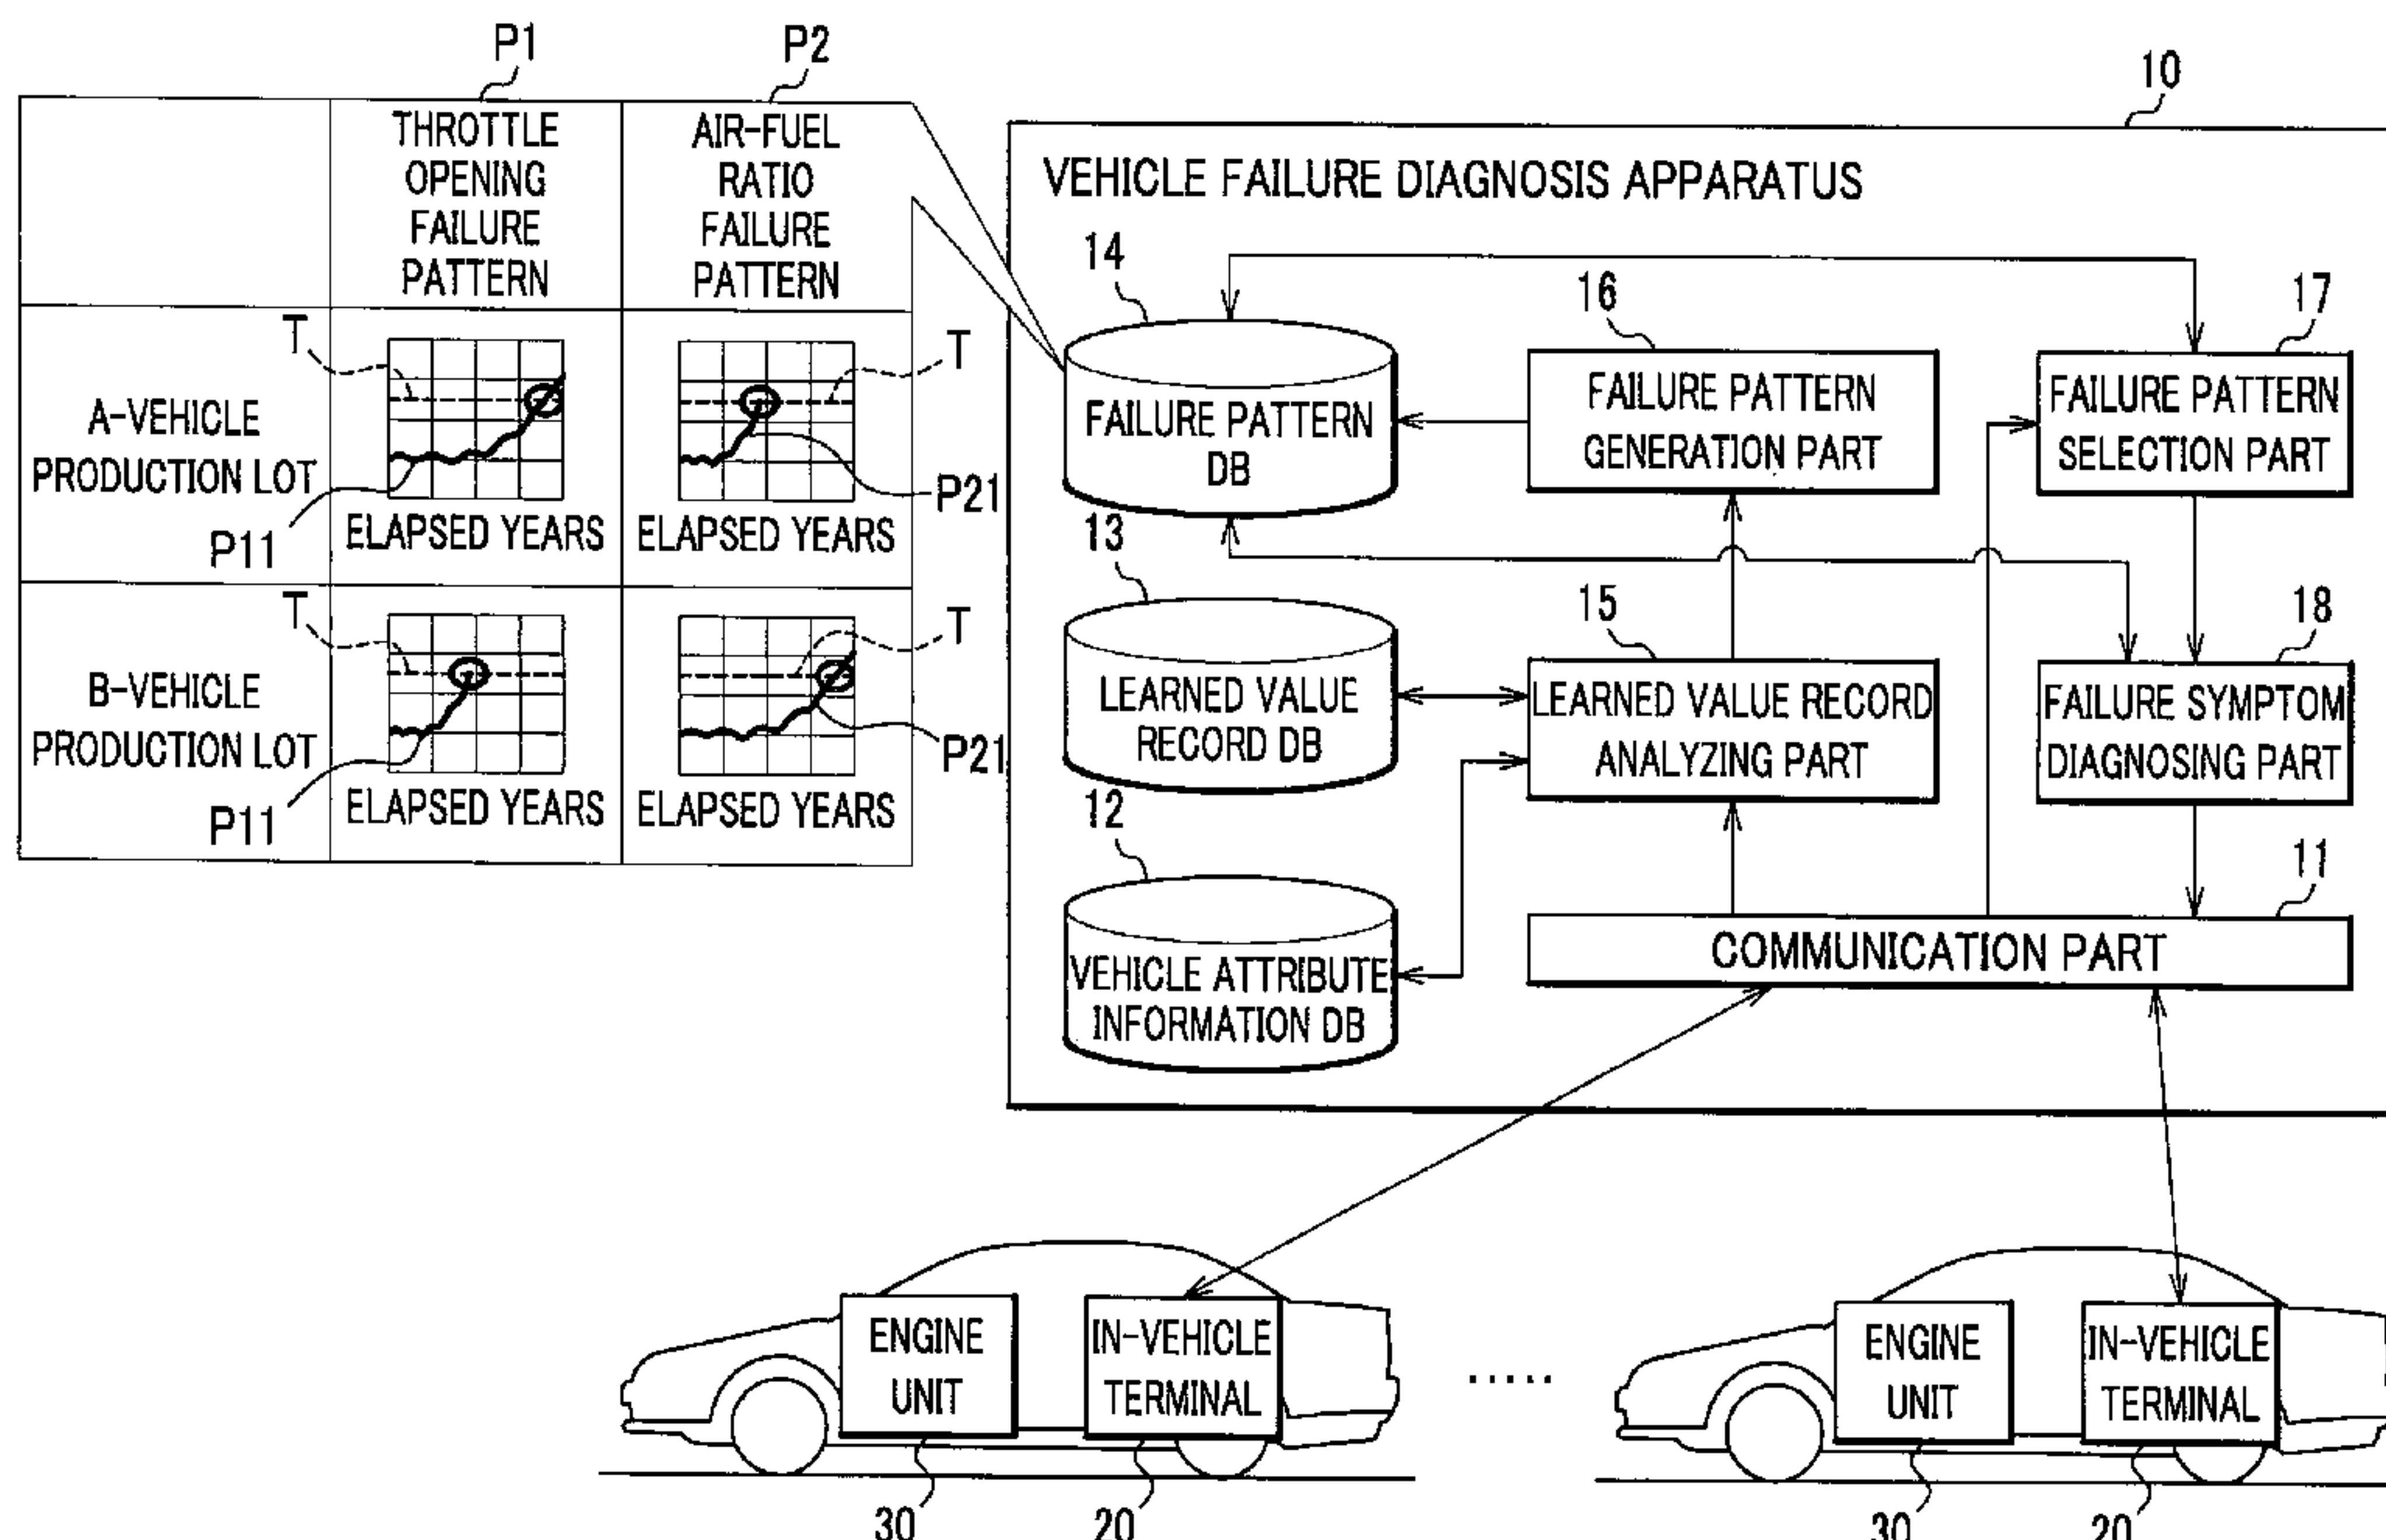 P1
P2
10
THROTTLE
OPENING
FAILURE
PATTERN
AIR-FUEL
RATIO
FAILURE
PATTERN
A-VEHICLE
PRODUCTION LOT
T
P11
ELAPSED YEARS
T
P21
ELAPSED YEARS
B-VEHICLE
PRODUCTION LOT
T
P11
ELAPSED YEARS
T
P21
ELAPSED YEARS
VEHICLE FAILURE DIAGNOSIS APPARATUS
14
FAILURE PATTERN
DB
16
FAILURE PATTERN
GENERATION PART
17
FAILURE PATTERN
SELECTION PART
13
LEARNED VALUE
RECORD DB
15
LEARNED VALUE RECORD
ANALYZING PART
18
FAILURE SYMPTOM
DIAGNOSING PART
12
VEHICLE ATTRIBUTE
INFORMATION DB
11
COMMUNICATION PART
ENGINE
UNIT
IN-VEHICLE
TERMINAL
.....
ENGINE
UNIT
IN-VEHICLE
TERMINAL
30
20
30
20